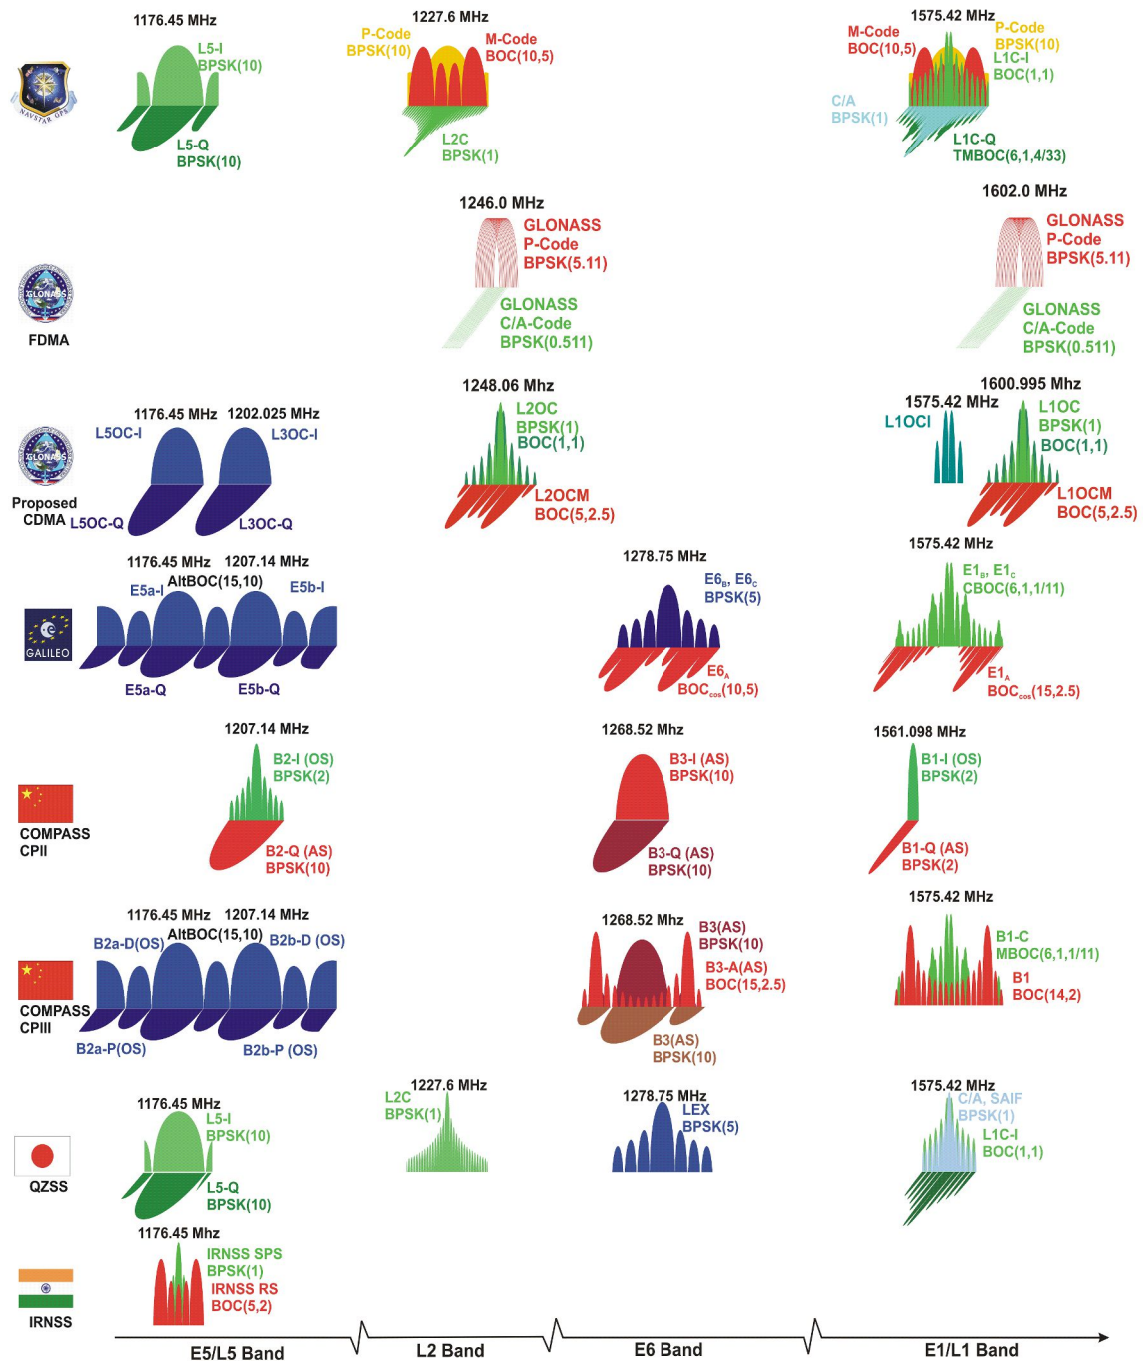 1176.45 MHz
1227.6 MHz
1575.42 MHz
L5-I
BPSK(10)
P-Code
BPSK(10)
M-Code
BOC(10,5)
M-Code
BOC(10,5)
P-Code
BPSK(10)
L1C-I
BOC(1,1)
NAVSTAR GPS
C/A
BPSK(1)
L5-Q
BPSK(10)
L2C
BPSK(1)
L1C-Q
TMBOC(6,1,4/33)
1246.0 MHz
1602.0 MHz
GLONASS
P-Code
BPSK(5.11)
GLONASS
P-Code
BPSK(5.11)
GLONASS
FDMA
GLONASS
C/A-Code
BPSK(0.511)
GLONASS
C/A-Code
BPSK(0.511)
1176.45 MHz
1202.025 MHz
1248.06 Mhz
1575.42 MHz
1600.995 Mhz
L5OC-I
L3OC-I
L2OC
BPSK(1)
BOC(1,1)
L1OCI
L1OC
BPSK(1)
BOC(1,1)
GLONASS
Proposed
CDMA
L5OC-Q
L3OC-Q
L2OCM
BOC(5,2.5)
L1OCM
BOC(5,2.5)
1176.45 MHz
1207.14 MHz
AltBOC(15,10)
1278.75 MHz
1575.42 MHz
E5a-I
E5b-I
E6B, E6C
BPSK(5)
E1B, E1C
CBOC(6,1,1/11)
GALILEO
E5a-Q
E5b-Q
E6A
BOCcos(10,5)
E1A
BOCcos(15,2.5)
1207.14 MHz
1268.52 MHz
1561.098 MHz
B2-I (OS)
BPSK(2)
B3-I (AS)
BPSK(10)
B1-I (OS)
BPSK(2)
COMPASS
CPII
B2-Q (AS)
BPSK(10)
B3-Q (AS)
BPSK(10)
B1-Q (AS)
BPSK(2)
1176.45 MHz
1207.14 MHz
AltBOC(15,10)
1268.52 Mhz
1575.42 MHz
B2a-D(OS)
B2b-D (OS)
B3(AS)
BPSK(10)
B3-A(AS)
BOC(15,2.5)
B1-C
MBOC(6,1,1/11)
B1
BOC(14,2)
COMPASS
CPIII
B2a-P(OS)
B2b-P (OS)
B3(AS)
BPSK(10)
1176.45 MHz
1227.6 MHz
1278.75 MHz
1575.42 MHz
L5-I
BPSK(10)
L2C
BPSK(1)
LEX
BPSK(5)
C/A, SAIF
BPSK(1)
L1C-I
BOC(1,1)
QZSS
L5-Q
BPSK(10)
1176.45 Mhz
IRNSS SPS
BPSK(1)
IRNSS RS
BOC(5,2)
IRNSS
E5/L5 Band
L2 Band
E6 Band
E1/L1 Band